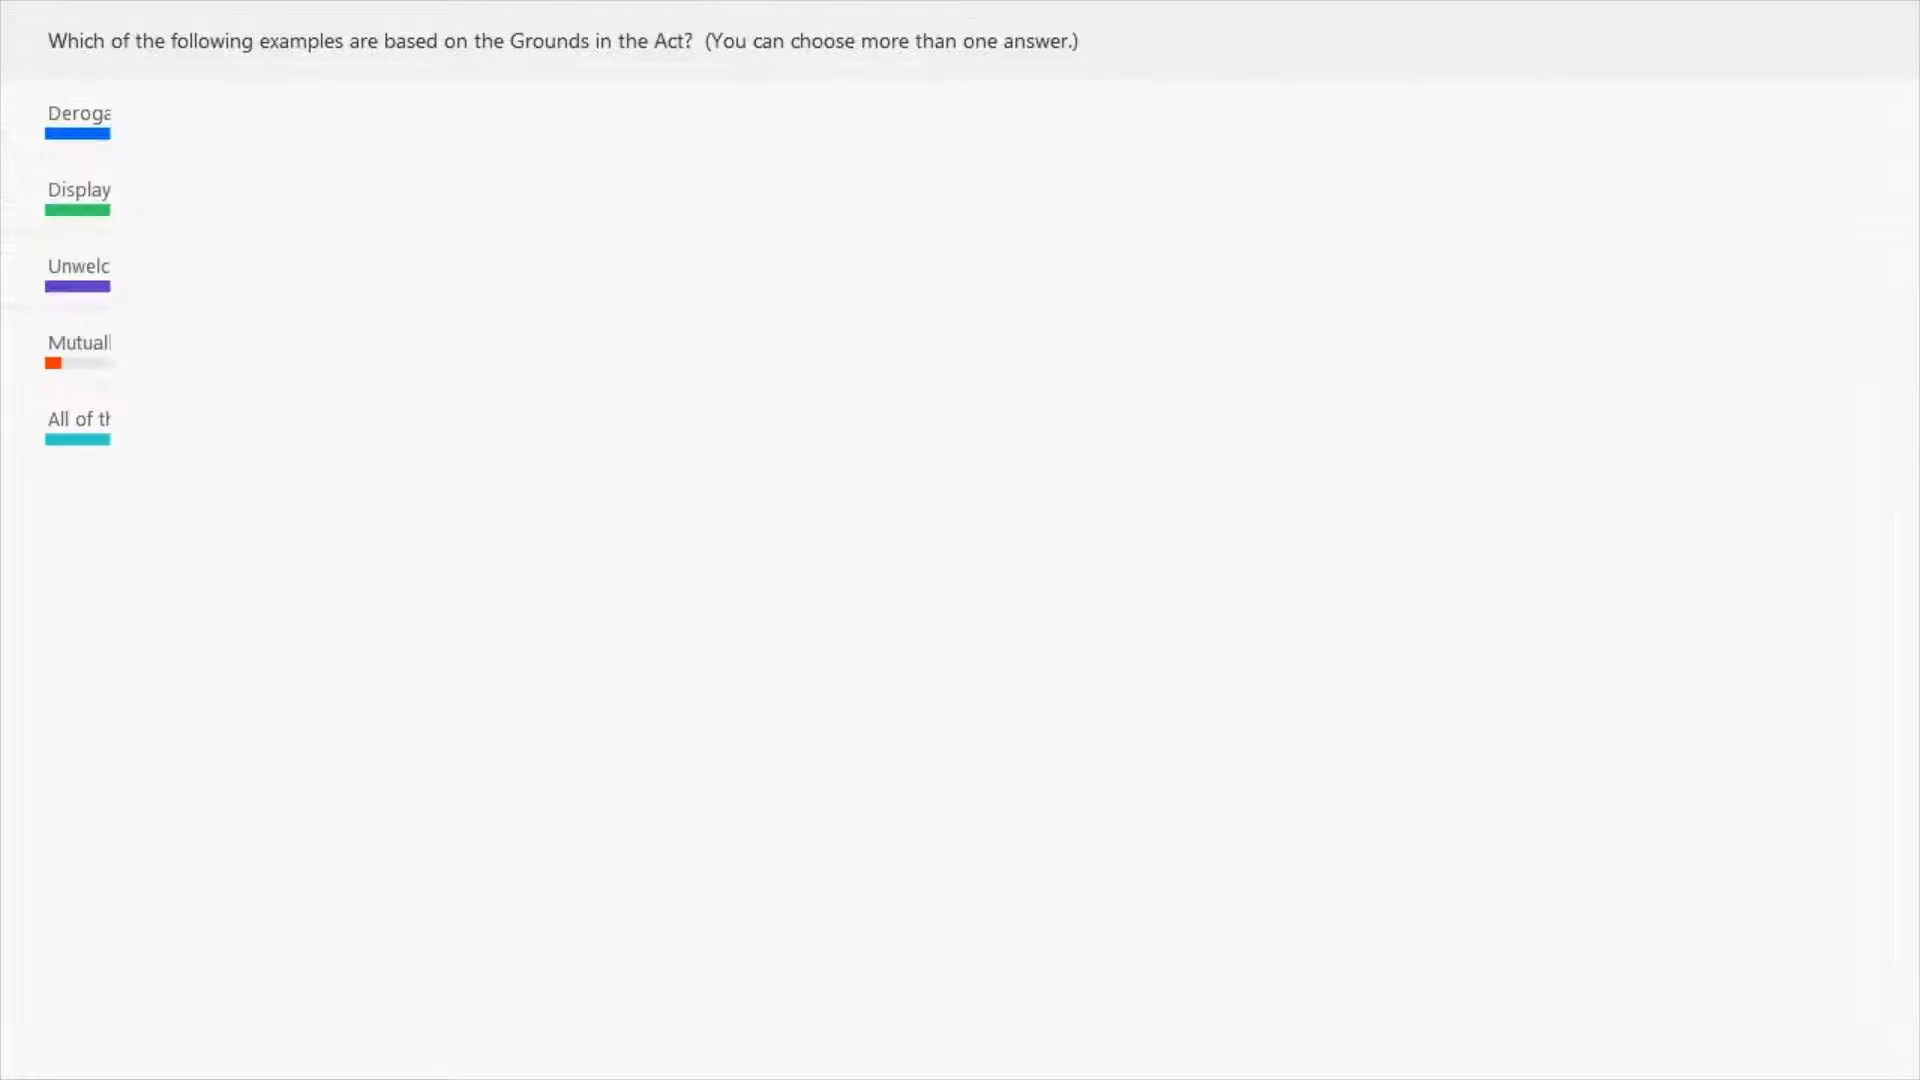 Which of the following examples are based on the Grounds in the Act? (You can choose more than one answer.)
Deroga
Display
Unwelc
Mutuall
All of th